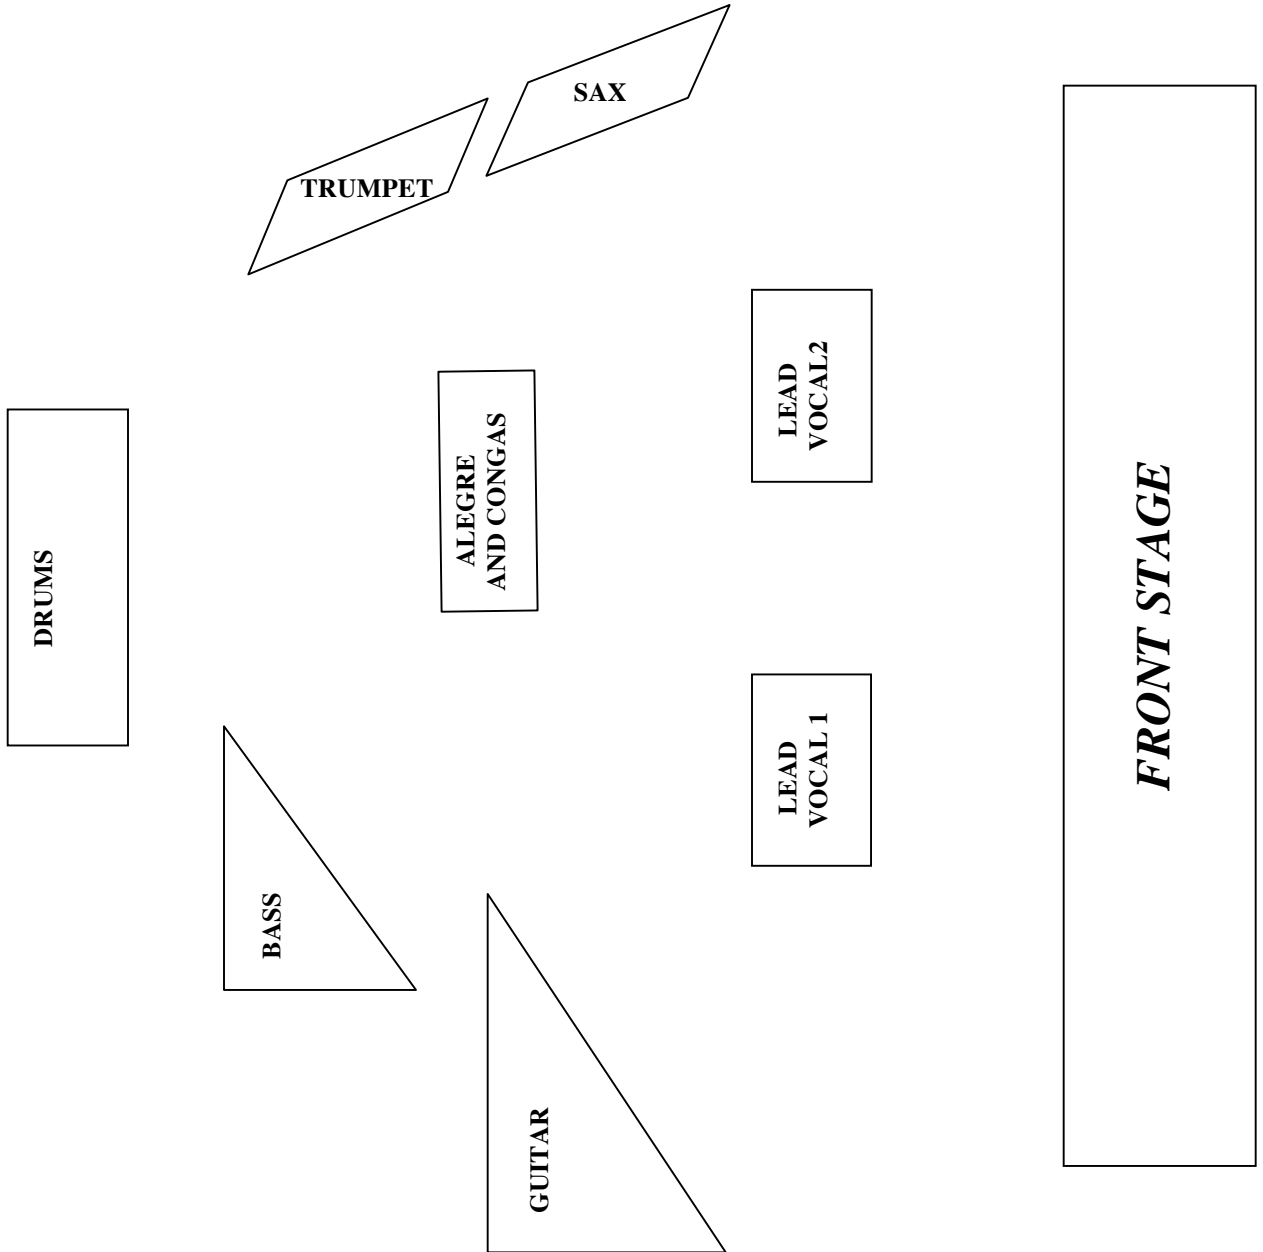 SAX
TRUMPET
LEAD
VOCAL2
ALEGRE
AND CONGAS
DRUMS
LEAD
VOCAL 1
FRONT STAGE
BASS
GUITAR